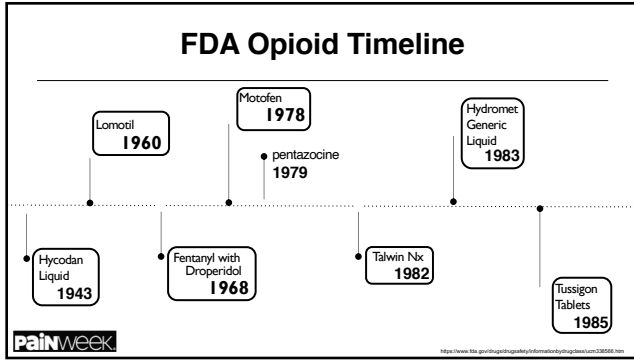 FDA Opioid Timeline
Motofen
1978
Hydromet
Generic
Liquid
1983
Lomotil
1960
pentazocine
1979
Hycodan
Liquid
1943
Fentanyl with
Droperidol
1968
Talwin Nx
1982
Tussigon
Tablets
1985
PAINWEEK.
https://www.fda.gov/drugs/drugsafety/informationbydrugclass/ucm338566.htm